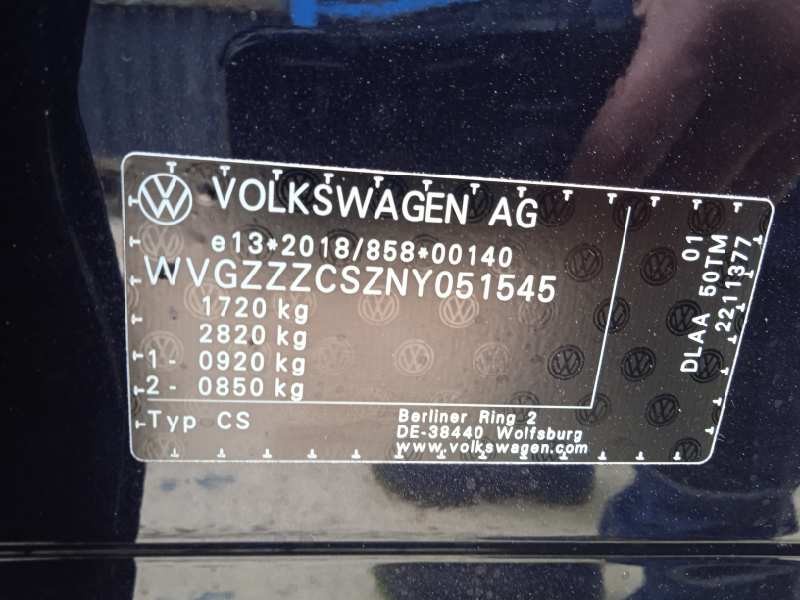 VOLKSWAGEN AG
e13*2018/858*00140
WVGZZZCSZNY051545
1720 kg
2820 kg
1- 0920 kg
2- 0850 kg
Typ CS
Berliner Ring 2
DE-38440 Wolfsburg
www.volkswagen.com
01
DLAA 50TM
2211377